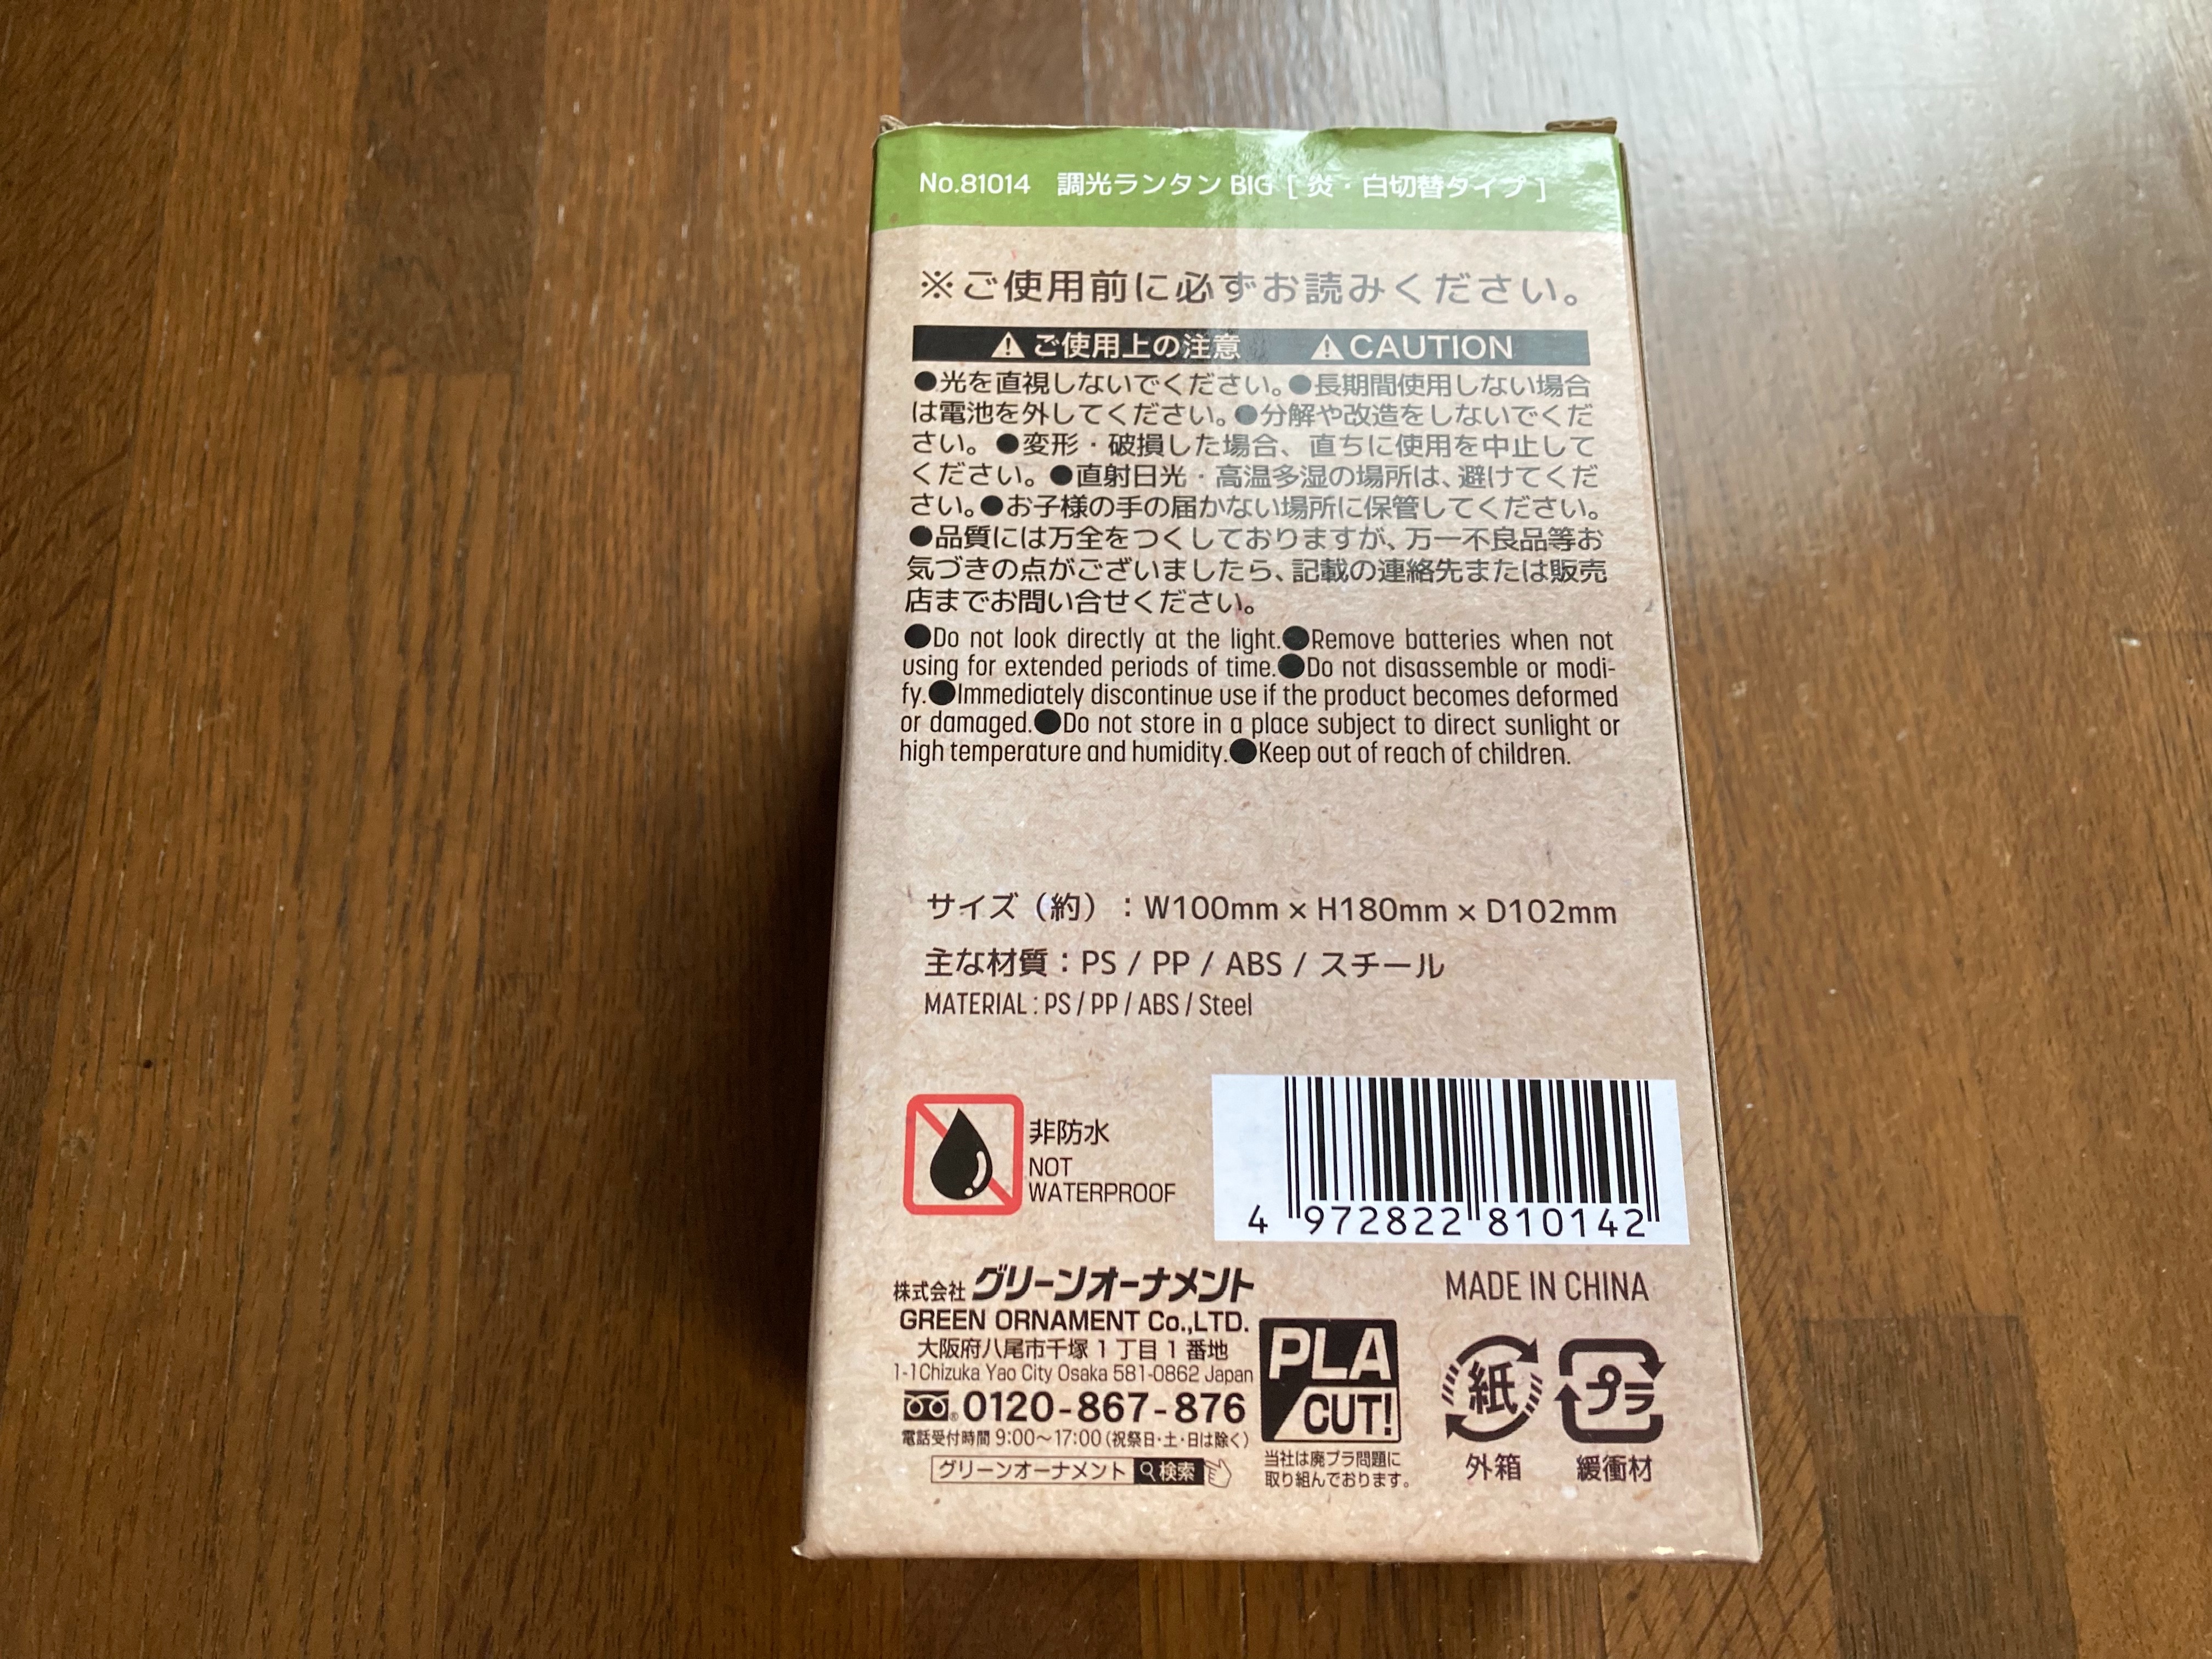 No.81014 調光ランタン BIG [ 炎・白切替タイプ ]
※ご使用前に必ずお読みください。
ご使用上の注意 CAUTION
●光を直視しないでください。●長期間使用しない場合
は電池を外してください。●分解や改造をしないでくだ
さい。●変形・破損した場合、直ちに使用を中止して
ください。●直射日光・高温多湿の場所は、避けてくだ
さい。●お子様の手の届かない場所に保管してください。
●品質には万全をつくしておりますが、万一不良品等お
気づきの点がございましたら、記載の連絡先または販売
店までお問い合せください。
●Do not look directly at the light.●Remove batteries when not
using for extended periods of time.●Do not disassemble or modi-
fy.●Immediately discontinue use if the product becomes deformed
or damaged.●Do not store in a place subject to direct sunlight or
high temperature and humidity.●Keep out of reach of children.
サイズ（約）：W100mm × H180mm × D102mm
主な材質：PS / PP / ABS / スチール
MATERIAL : PS / PP / ABS / Steel
非防水
NOT
WATERPROOF
4 972822 810142
株式会社 グリーンオーナメント
GREEN ORNAMENT Co.,LTD.
大阪府八尾市千塚1丁目1番地
1-1Chizuka Yao City Osaka 581-0862 Japan
0120-867-876
電話受付時間 9:00〜17:00（祝祭日・土・日は除く）
グリーンオーナメント 検索
PLA
CUT!
当社は廃プラ問題に
取り組んでおります。
MADE IN CHINA
紙 プラ
外箱 緩衝材